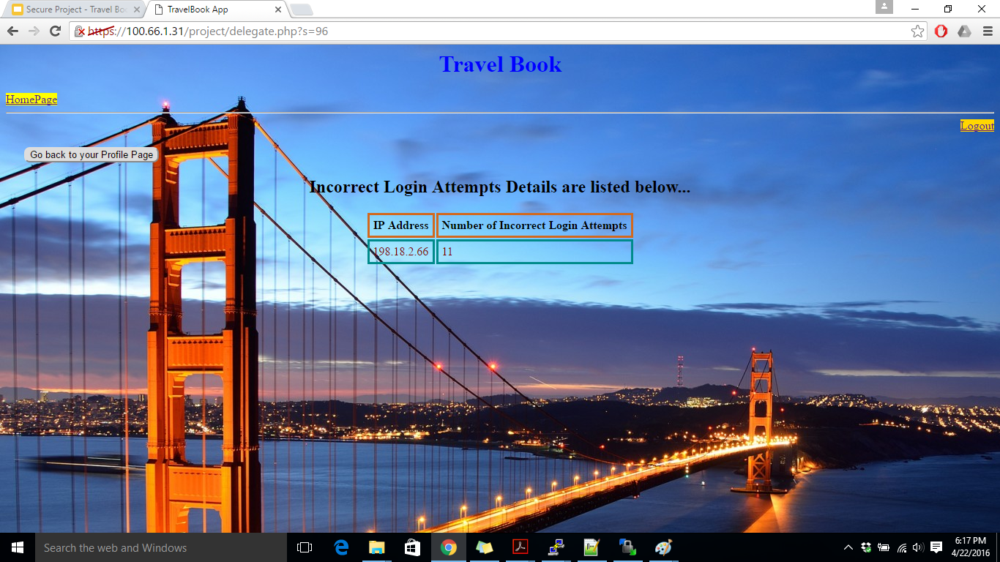 Secure Project - Travel Bo
TravelBook App
https://100.66.1.31/project/delegate.php?s=96
Travel Book
HomePage
Logout
Go back to your Profile Page
Incorrect Login Attempts Details are listed below...
IP Address Number of Incorrect Login Attempts
198.18.2.66 11
Search the web and Windows
6:17 PM
4/22/2016